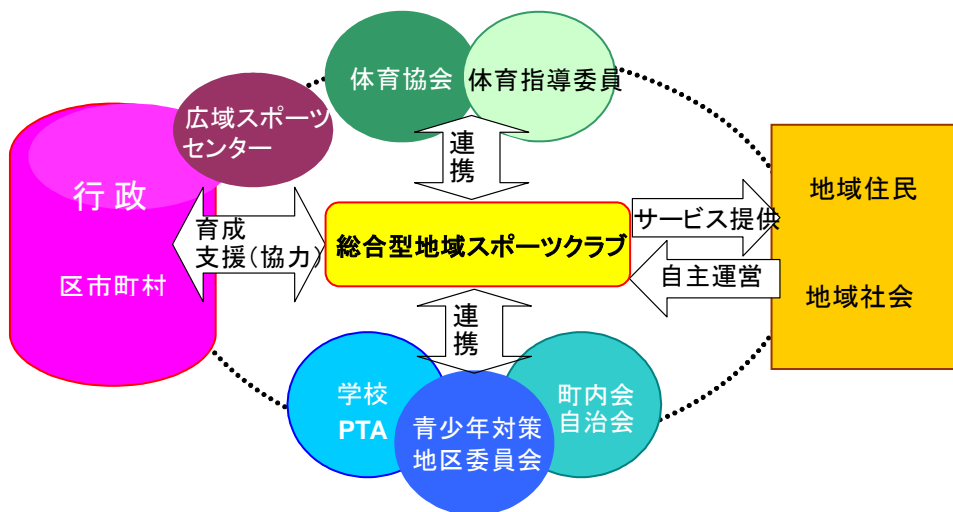 体育協会
体育指導委員
広域スポーツ
センター
行 政
区市町村
連
携
育成
支援(協力)
総合型地域スポーツクラブ
サービス提供
自主運営
地域住民
地域社会
連
携
学校
PTA
青少年対策
地区委員会
町内会
自治会